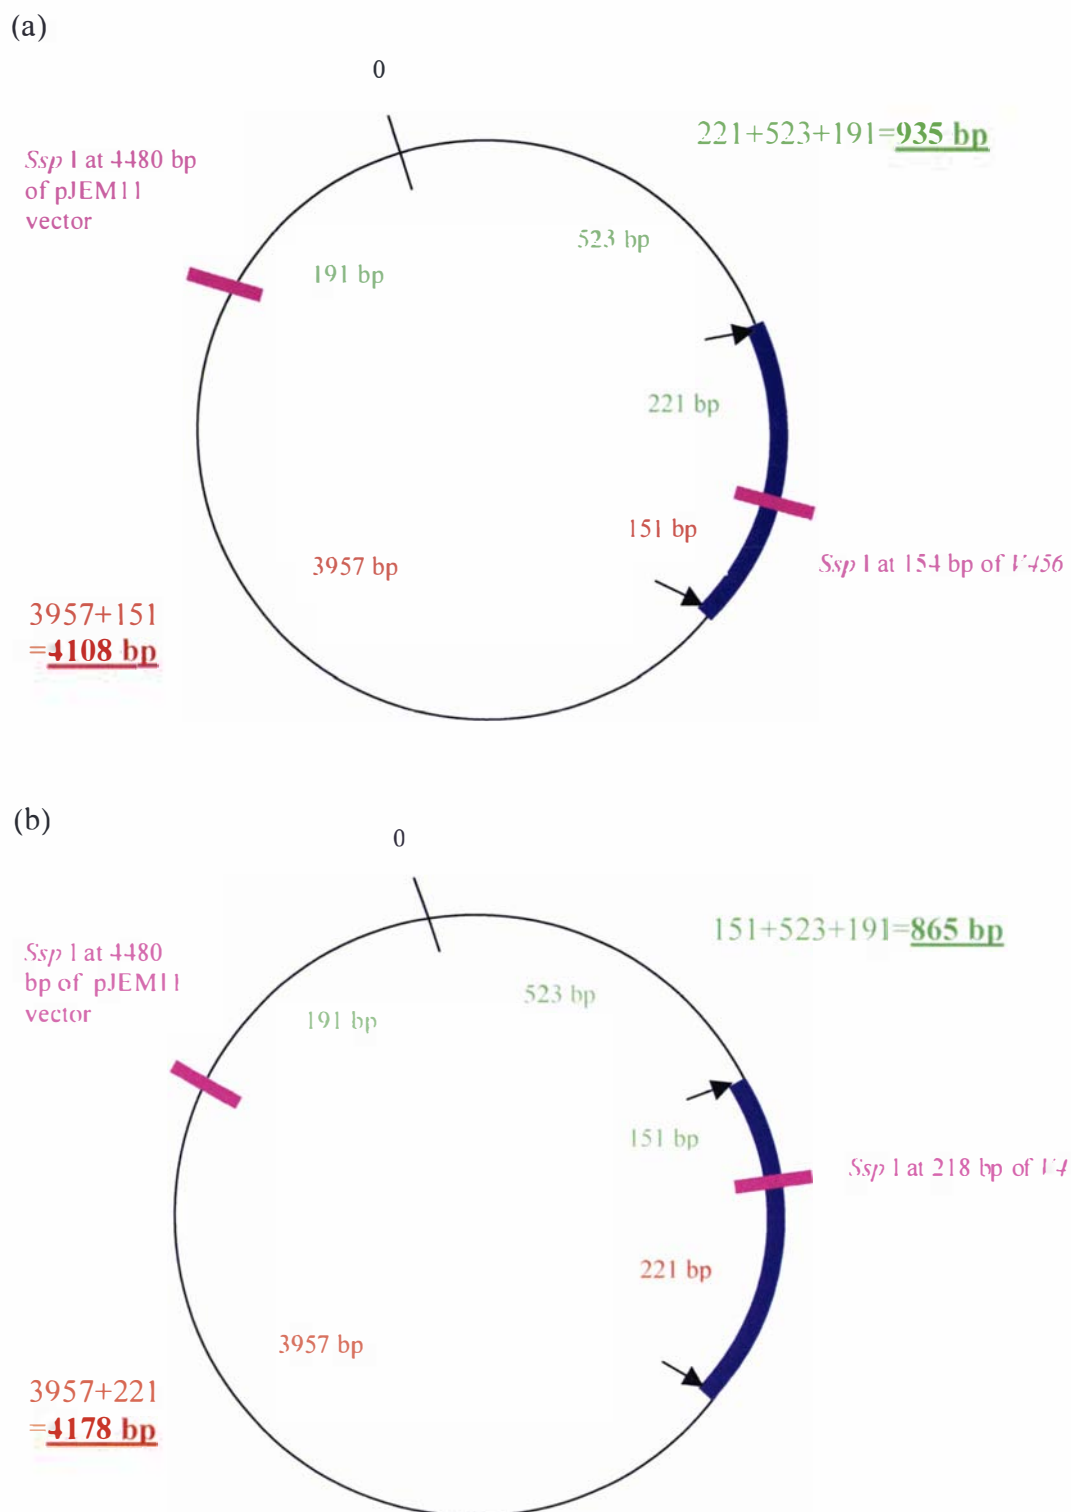 (a)
0
221+523+191=935 bp
Ssp I at 4480 bp
of pJEM11
vector
523 bp
191 bp
221 bp
151 bp
Ssp I at 154 bp of V456
3957 bp
3957+151
=4108 bp
(b)
0
151+523+191=865 bp
Ssp I at 4480
bp of pJEM11
vector
523 bp
191 bp
151 bp
Ssp I at 218 bp of V4
221 bp
3957 bp
3957+221
=4178 bp